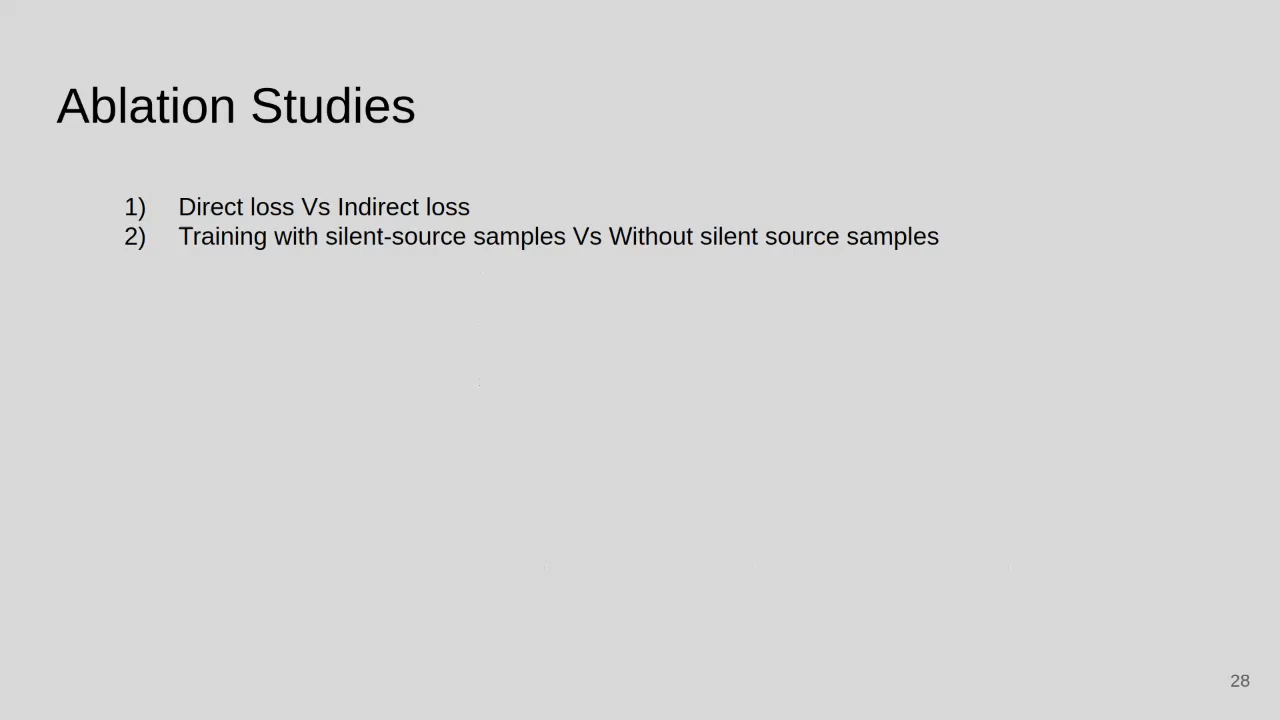 Ablation Studies
1) Direct loss Vs Indirect loss
2) Training with silent-source samples Vs Without silent source samples
28